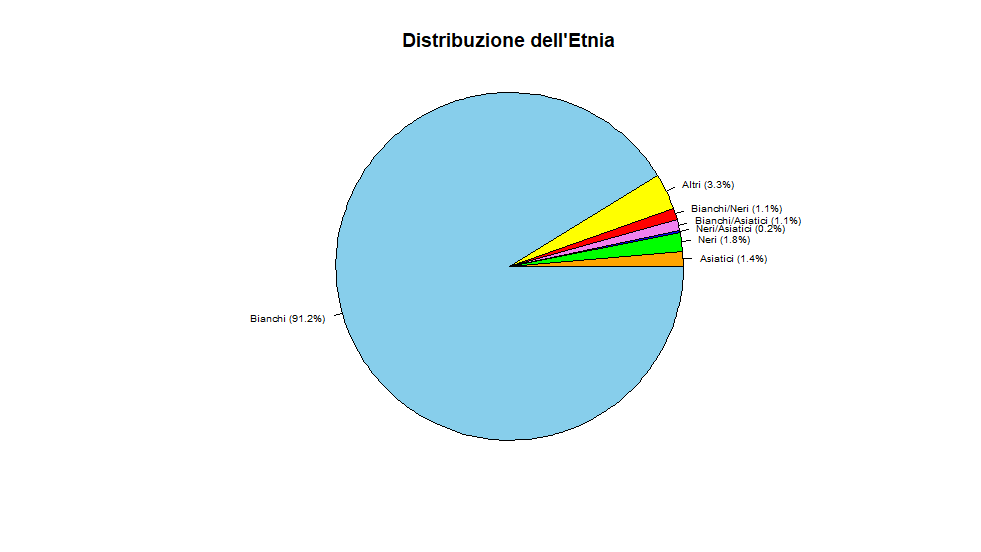 Distribuzione dell'Etnia
Altri (3.3%)
Bianchi/Neri (1.1%)
Bianchi/Asiatici (1.1%)
Neri/Asiatici (0.2%)
Neri (1.8%)
Asiatici (1.4%)
Bianchi (91.2%)